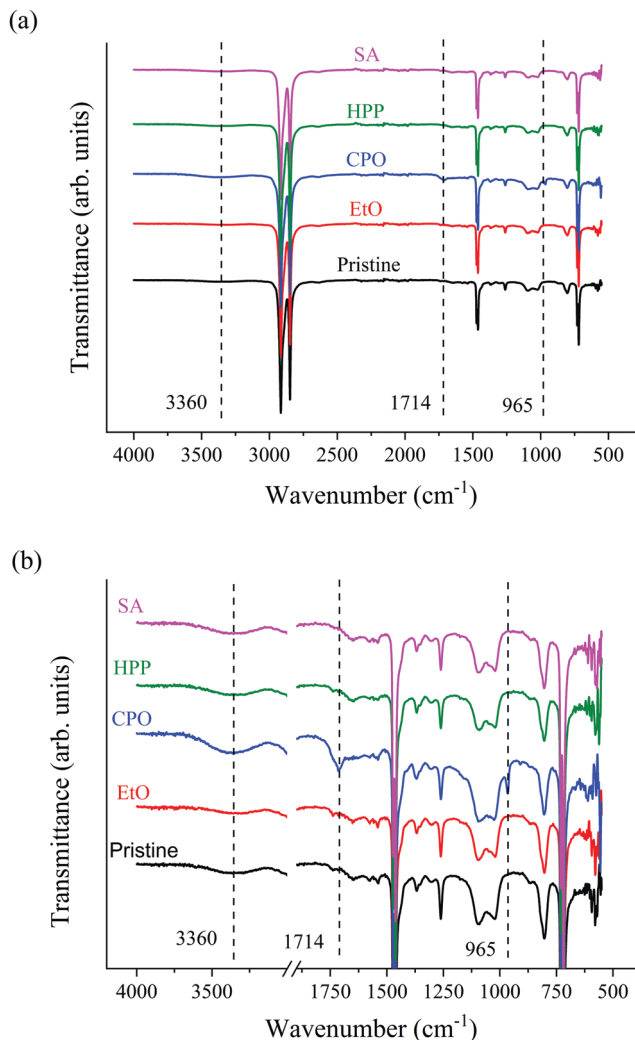 (a)
SA
HPP
CPO
EtO
Pristine
3360
1714
965
4000 3500 3000 2500 2000 1500 1000 500
Wavenumber (cm-1)
Transmittance (arb. units)
(b)
SA
HPP
CPO
EtO
Pristine
3360
1714
965
4000 3500 1750 1500 1250 1000 750 500
Wavenumber (cm-1)
Transmittance (arb. units)